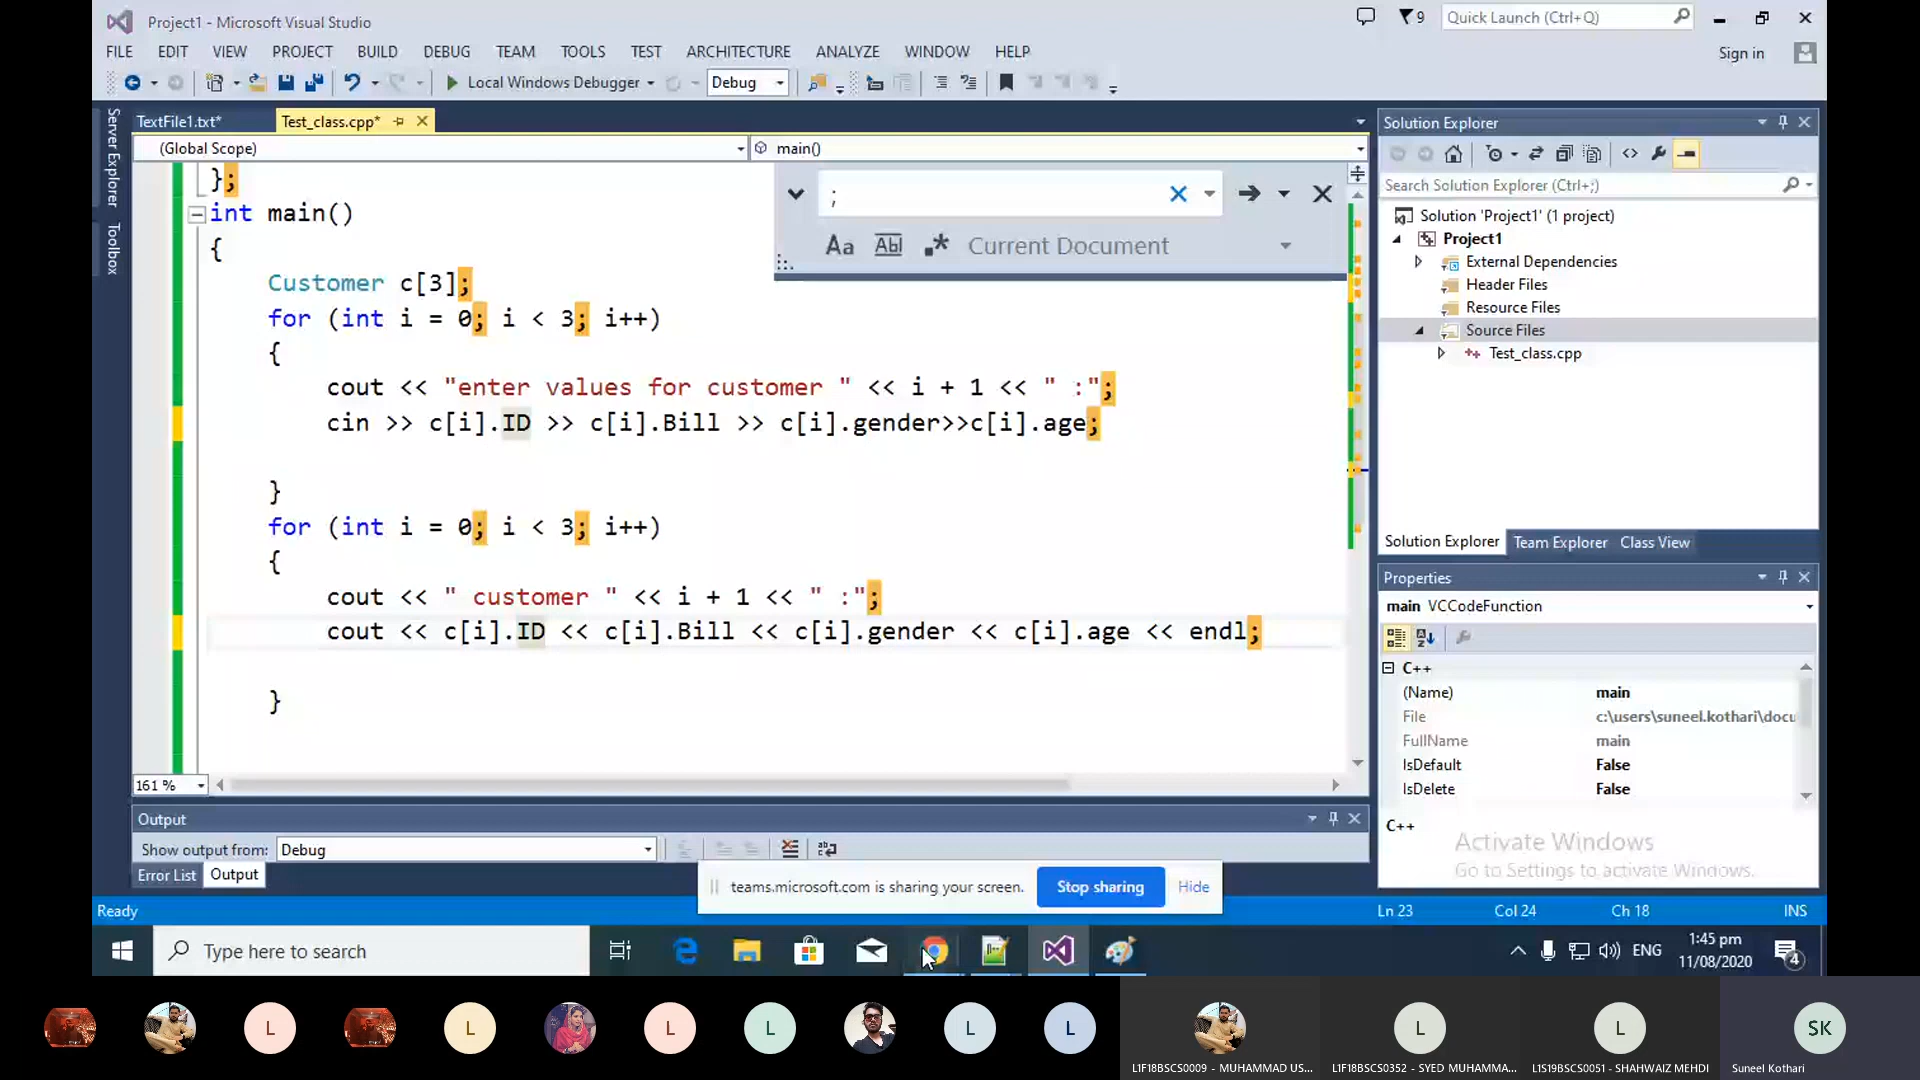 Project1 - Microsoft Visual Studio
9
Quick Launch (Ctrl+Q)
FILE EDIT VIEW PROJECT BUILD DEBUG TEAM TOOLS TEST ARCHITECTURE ANALYZE WINDOW HELP
Sign in
Local Windows Debugger
Debug
Server Explorer
Toolbox
TextFile1.txt*
Test_class.cpp*
(Global Scope)
main()
;
Aa Abl .* Current Document
};
int main()
{
Customer c[3];
for (int i = 0; i < 3; i++)
{
cout << "enter values for customer " << i + 1 << " :";
cin >> c[i].ID >> c[i].Bill >> c[i].gender>>c[i].age;
}
for (int i = 0; i < 3; i++)
{
cout << " customer " << i + 1 << " :";
cout << c[i].ID << c[i].Bill << c[i].gender << c[i].age << endl;
}
161 %
Output
Show output from: Debug
Error List Output
Solution Explorer
Search Solution Explorer (Ctrl+;)
Solution 'Project1' (1 project)
Project1
External Dependencies
Header Files
Resource Files
Source Files
Test_class.cpp
Solution Explorer Team Explorer Class View
Properties
main VCCodeFunction
C++
(Name) main
File c:\users\suneel.kothari\docu
FullName main
IsDefault False
IsDelete False
C++
Activate Windows
Go to Settings to activate Windows.
teams.microsoft.com is sharing your screen.
Stop sharing
Hide
Ready
Ln 23 Col 24 Ch 18 INS
Type here to search
ENG
1:45 pm
11/08/2020
4
L
L
L
L
L
L
L
L
SK
L1F18BSCS0009 - MUHAMMAD US...
L1F18BSCS0352 - SYED MUHAMMA...
L1S19BSCS0051 - SHAHWAIZ MEHDI
Suneel Kothari